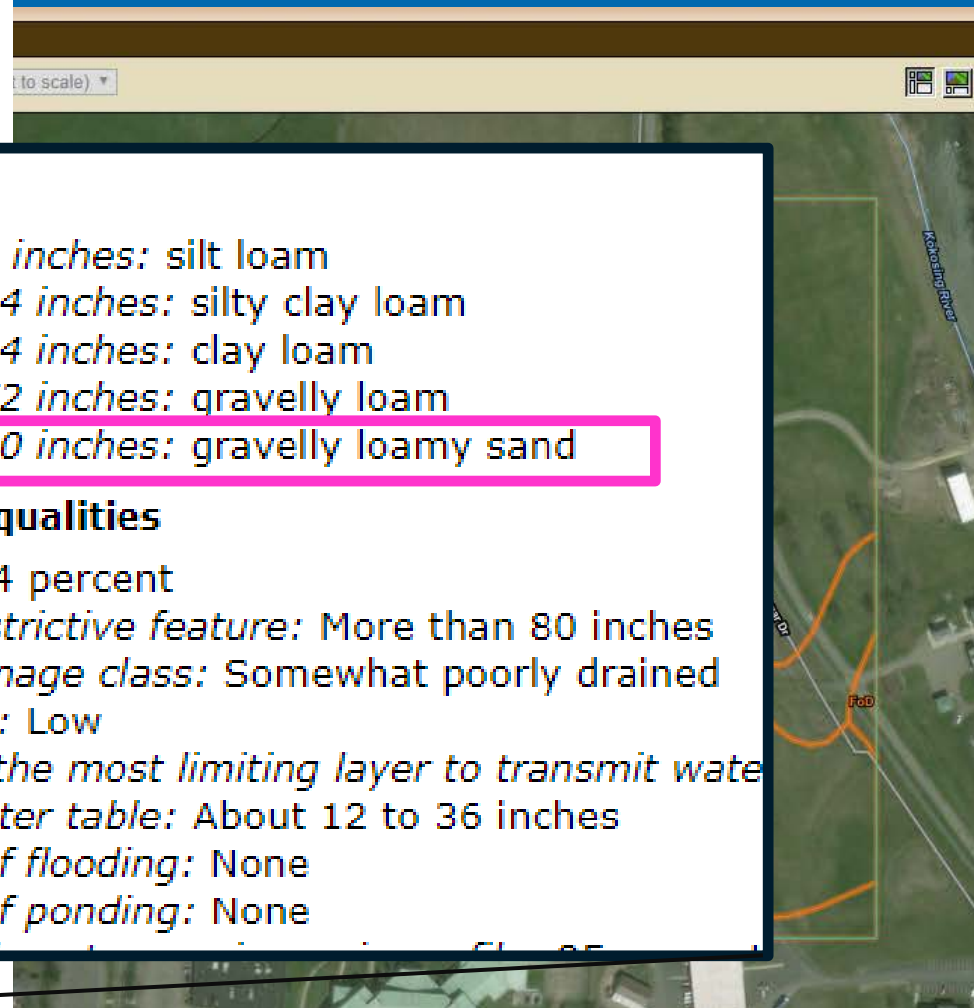 to scale)
inches: silt loam
4 inches: silty clay loam
4 inches: clay loam
2 inches: gravelly loam
0 inches: gravelly loamy sand
qualities
4 percent
strictive feature: More than 80 inches
nage class: Somewhat poorly drained
: Low
the most limiting layer to transmit wate
ter table: About 12 to 36 inches
f flooding: None
f ponding: None
Kokosing River
Dr
FoD